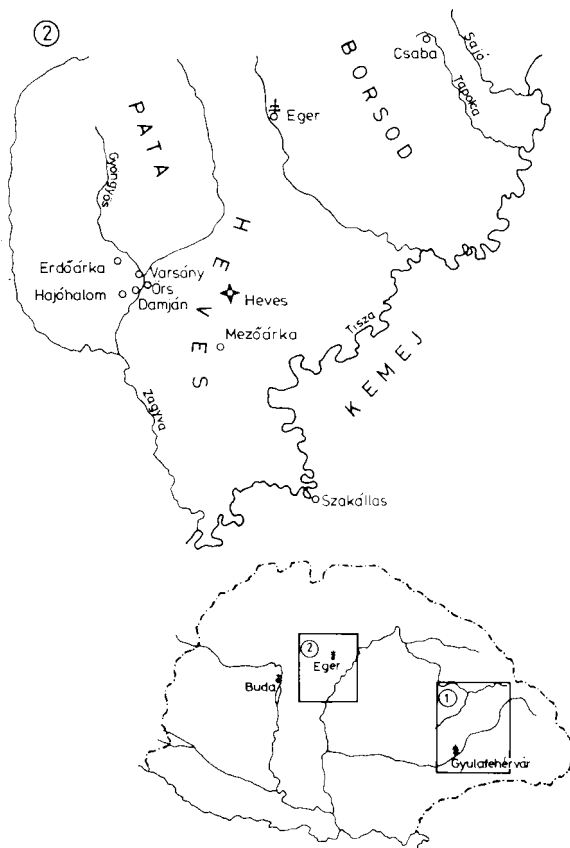 ②
Csaba
Sajó
Tapoka
BORSOD
Eger
PATA
Gyöngyös
HEVES
Erdőárka
Varsány
Örs
Hajóhalom
Damján
Heves
Mezőárka
Tisza
KEMEJ
Zagyva
Szakállas
②
Eger
Buda
①
Gyulafehérvár